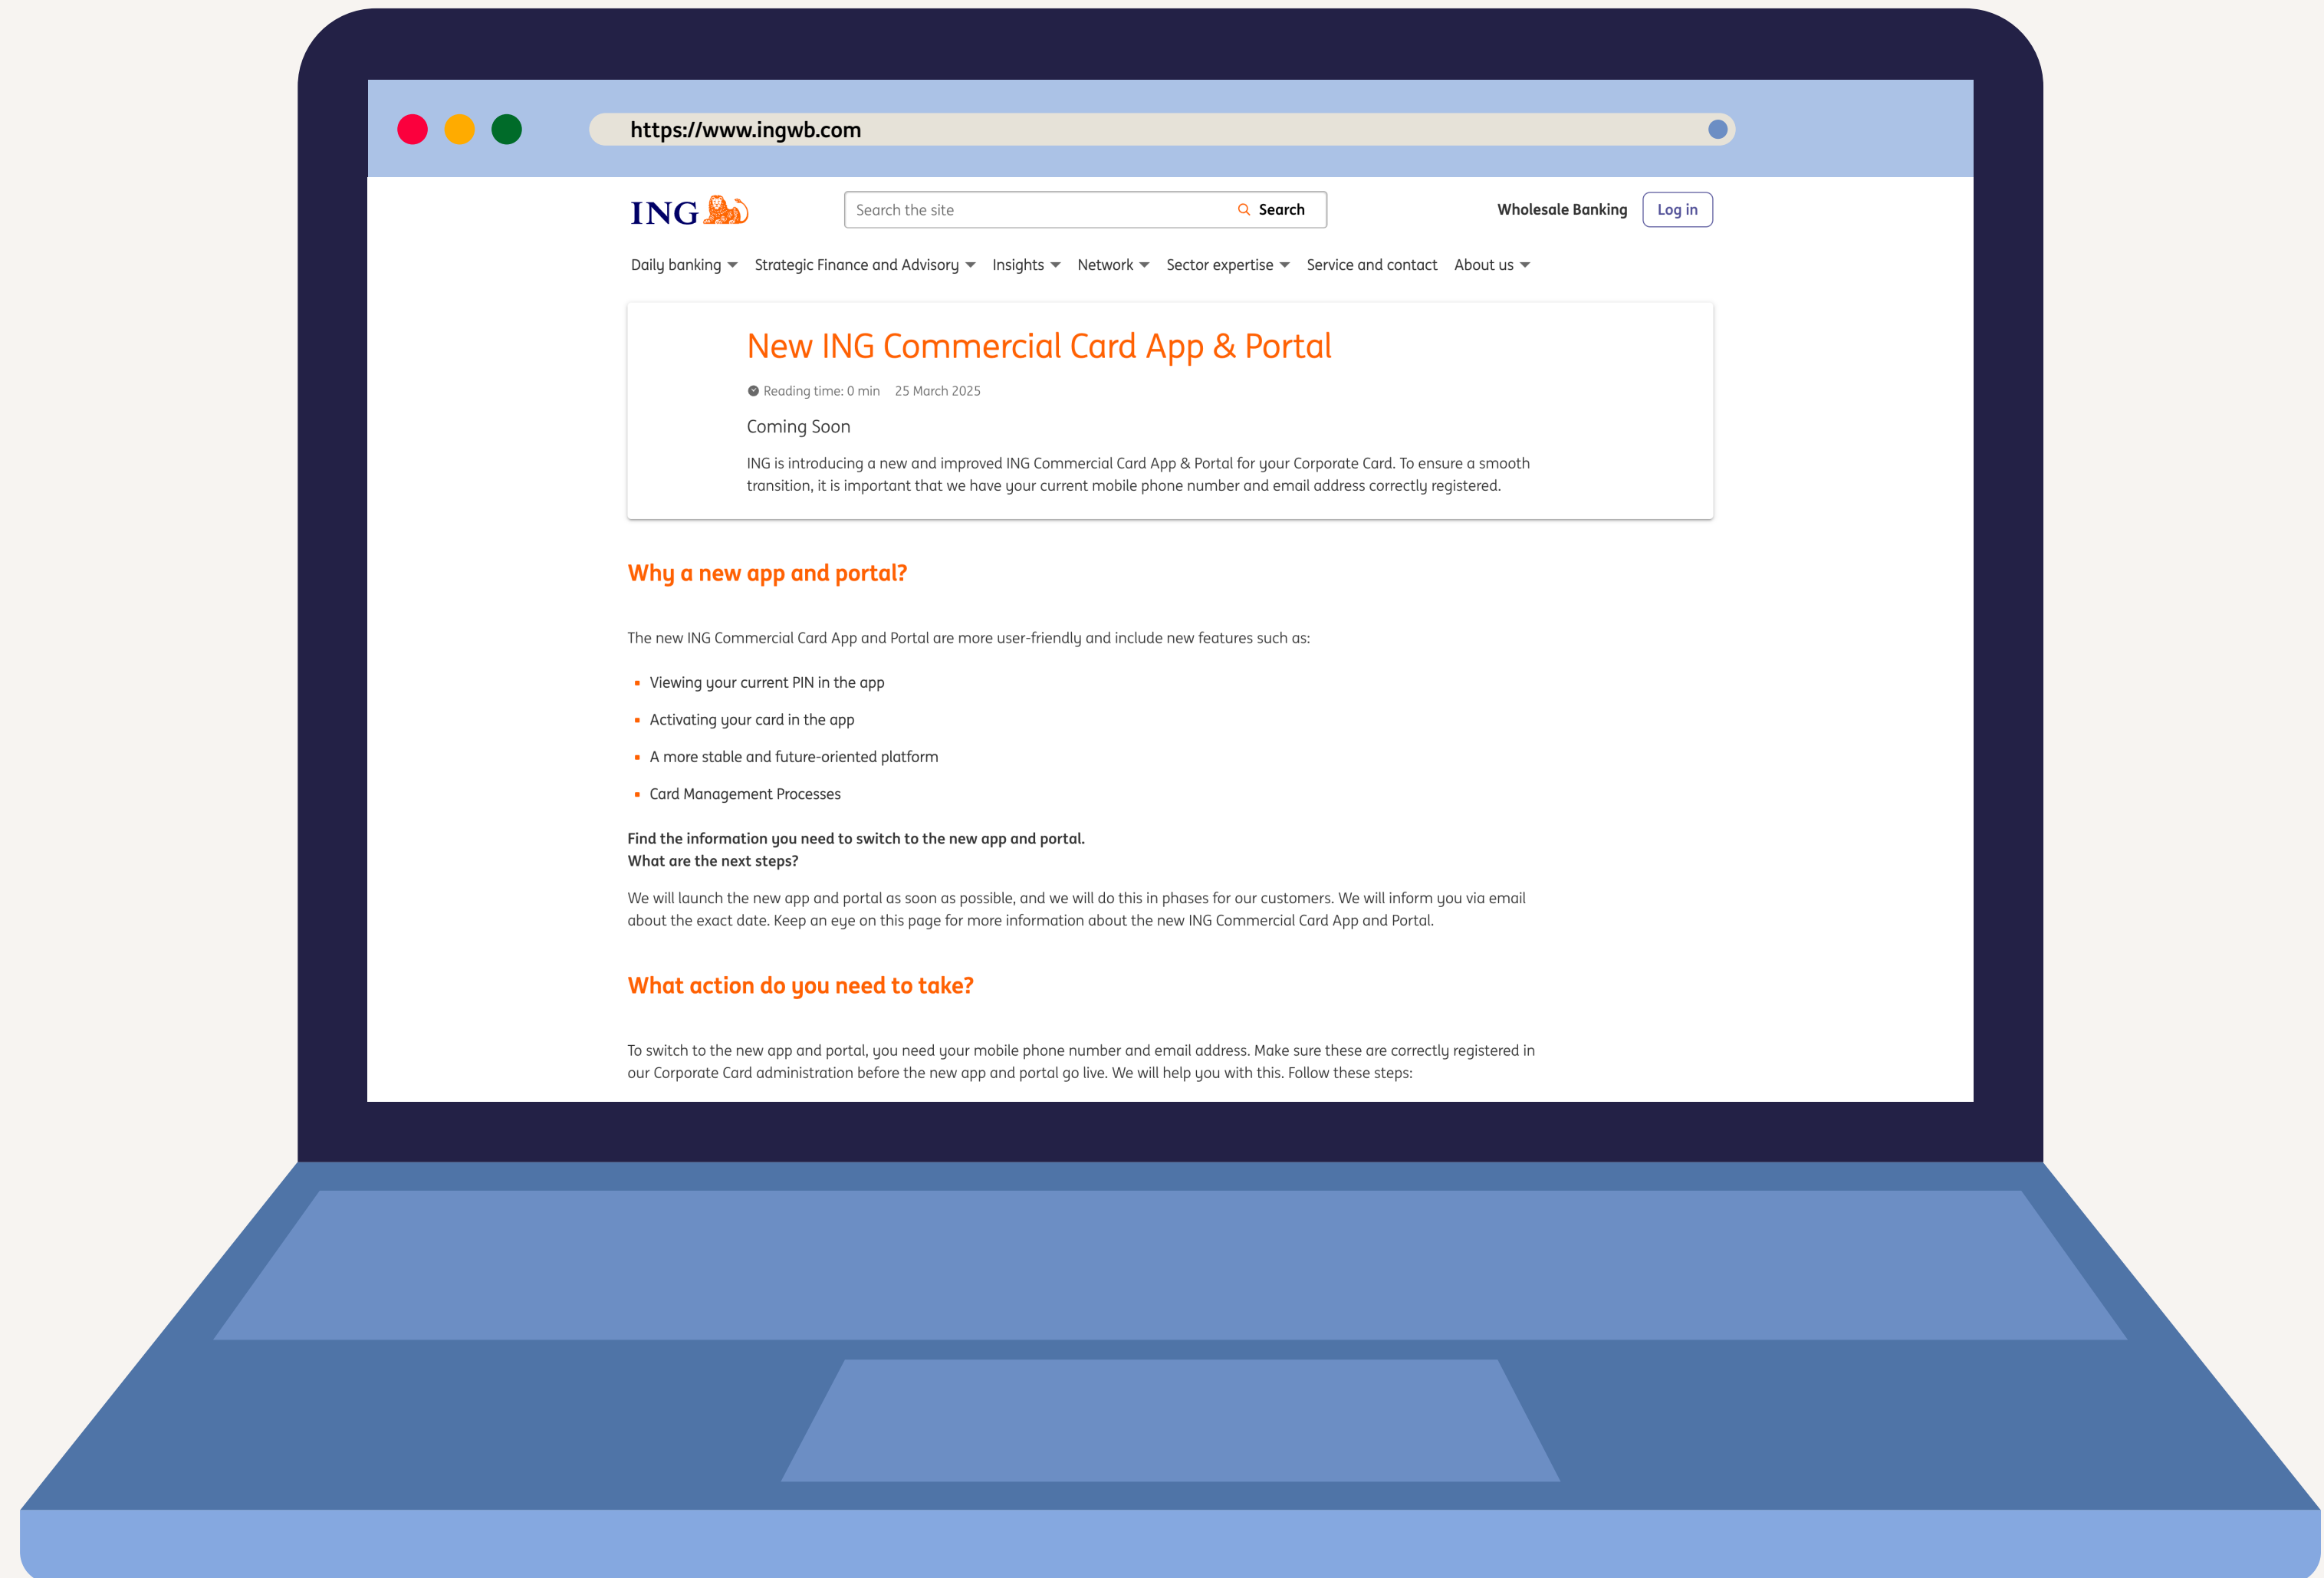 https://www.ingwb.com
ING
Search the site
Search
Wholesale Banking
Log in
Daily banking
Strategic Finance and Advisory
Insights
Network
Sector expertise
Service and contact
About us
New ING Commercial Card App & Portal
Reading time: 0 min 25 March 2025
Coming Soon
ING is introducing a new and improved ING Commercial Card App & Portal for your Corporate Card. To ensure a smooth
transition, it is important that we have your current mobile phone number and email address correctly registered.
Why a new app and portal?
The new ING Commercial Card App and Portal are more user-friendly and include new features such as:
Viewing your current PIN in the app
Activating your card in the app
A more stable and future-oriented platform
Card Management Processes
Find the information you need to switch to the new app and portal.
What are the next steps?
We will launch the new app and portal as soon as possible, and we will do this in phases for our customers. We will inform you via email
about the exact date. Keep an eye on this page for more information about the new ING Commercial Card App and Portal.
What action do you need to take?
To switch to the new app and portal, you need your mobile phone number and email address. Make sure these are correctly registered in
our Corporate Card administration before the new app and portal go live. We will help you with this. Follow these steps: